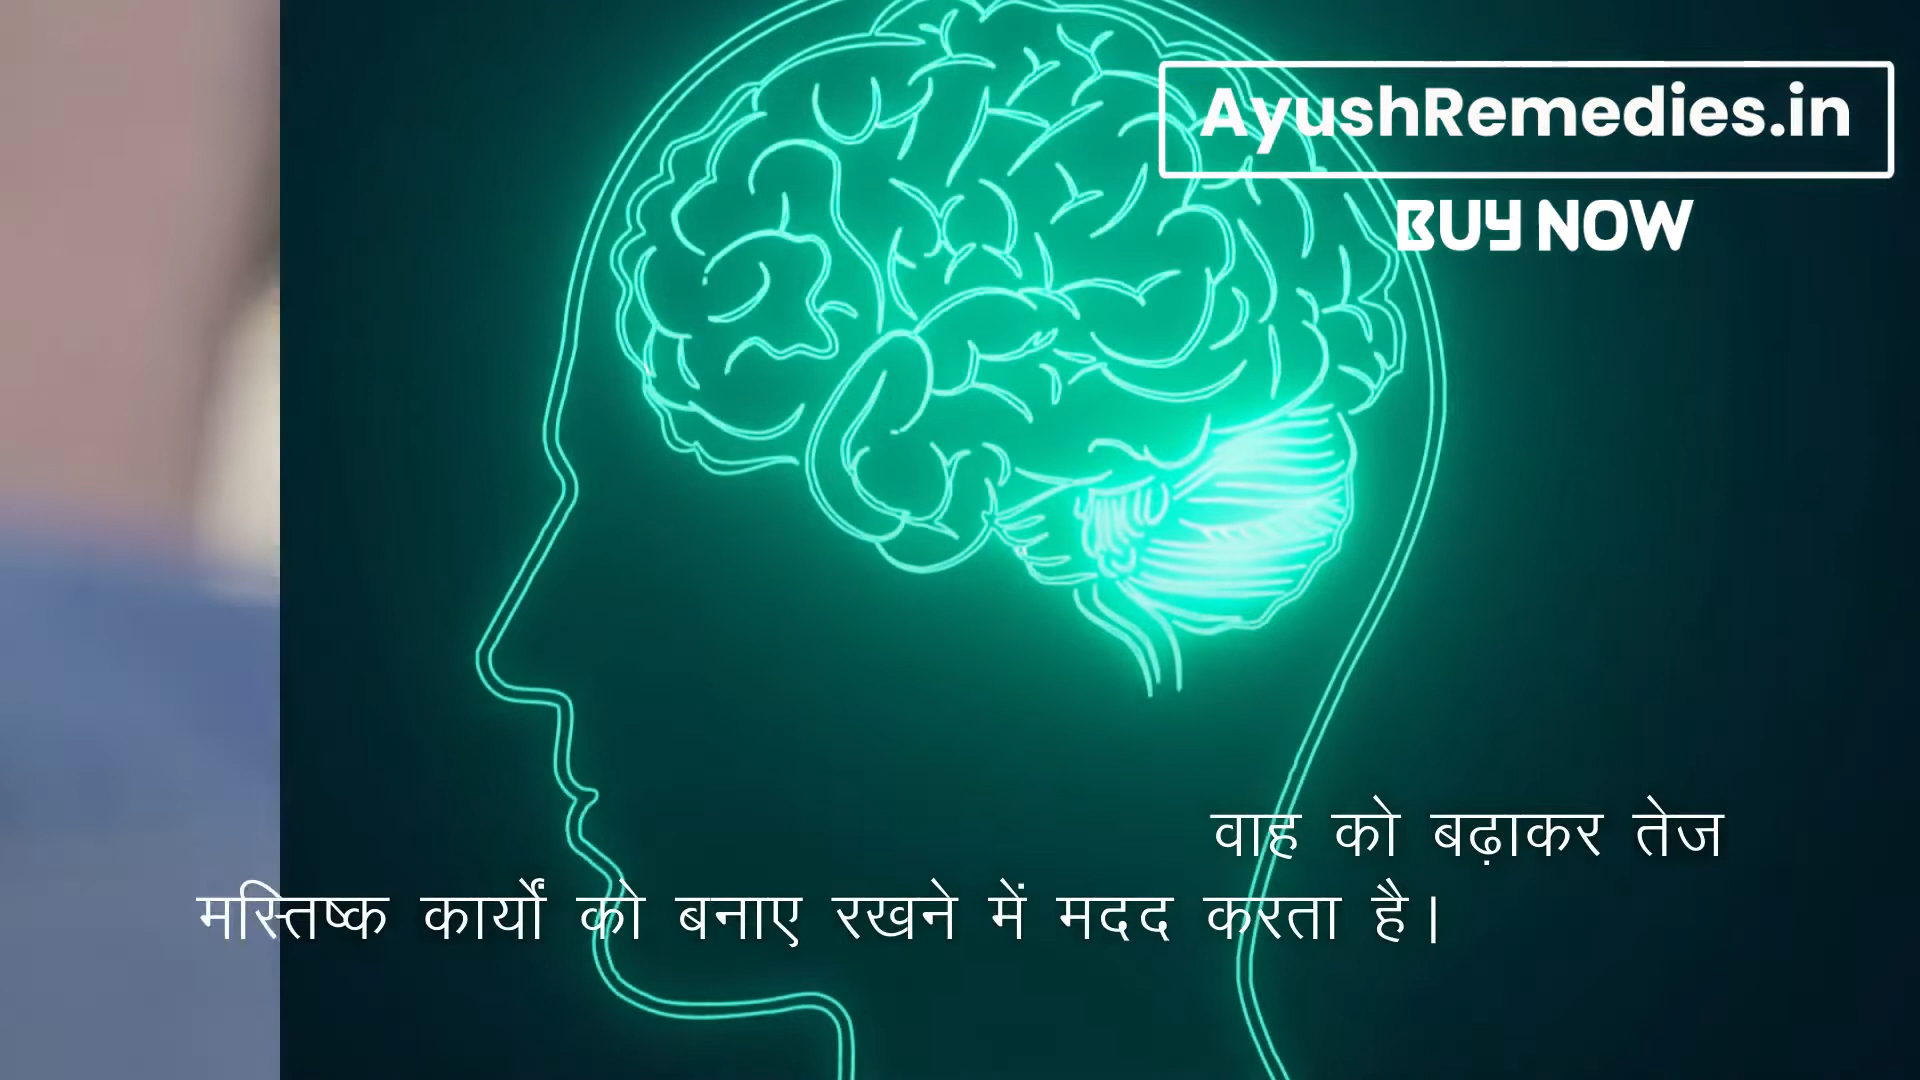 AyushRemedies.in
BUY NOW
वाह को बढ़ाकर तेज
मस्तिष्क कार्यों को बनाए रखने में मदद करता है।